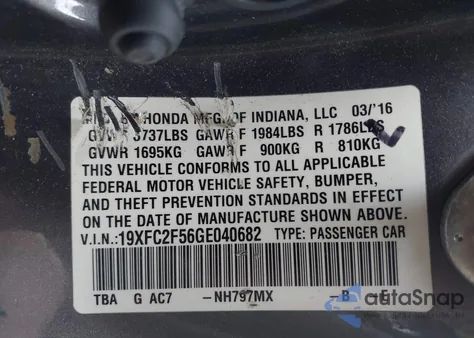 BY HONDA MFG. OF INDIANA, LLC 03/'16
GVWR 3737LBS GAWR F 1984LBS R 1786LBS
GVWR 1695KG GAWR F 900KG R 810KG
THIS VEHICLE CONFORMS TO ALL APPLICABLE
FEDERAL MOTOR VEHICLE SAFETY, BUMPER,
AND THEFT PREVENTION STANDARDS IN EFFECT
ON THE DATE OF MANUFACTURE SHOWN ABOVE.
V.I.N.:19XFC2F56GE040682 TYPE: PASSENGER CAR
TBA G AC7 -NH797MX -B
autoSnap